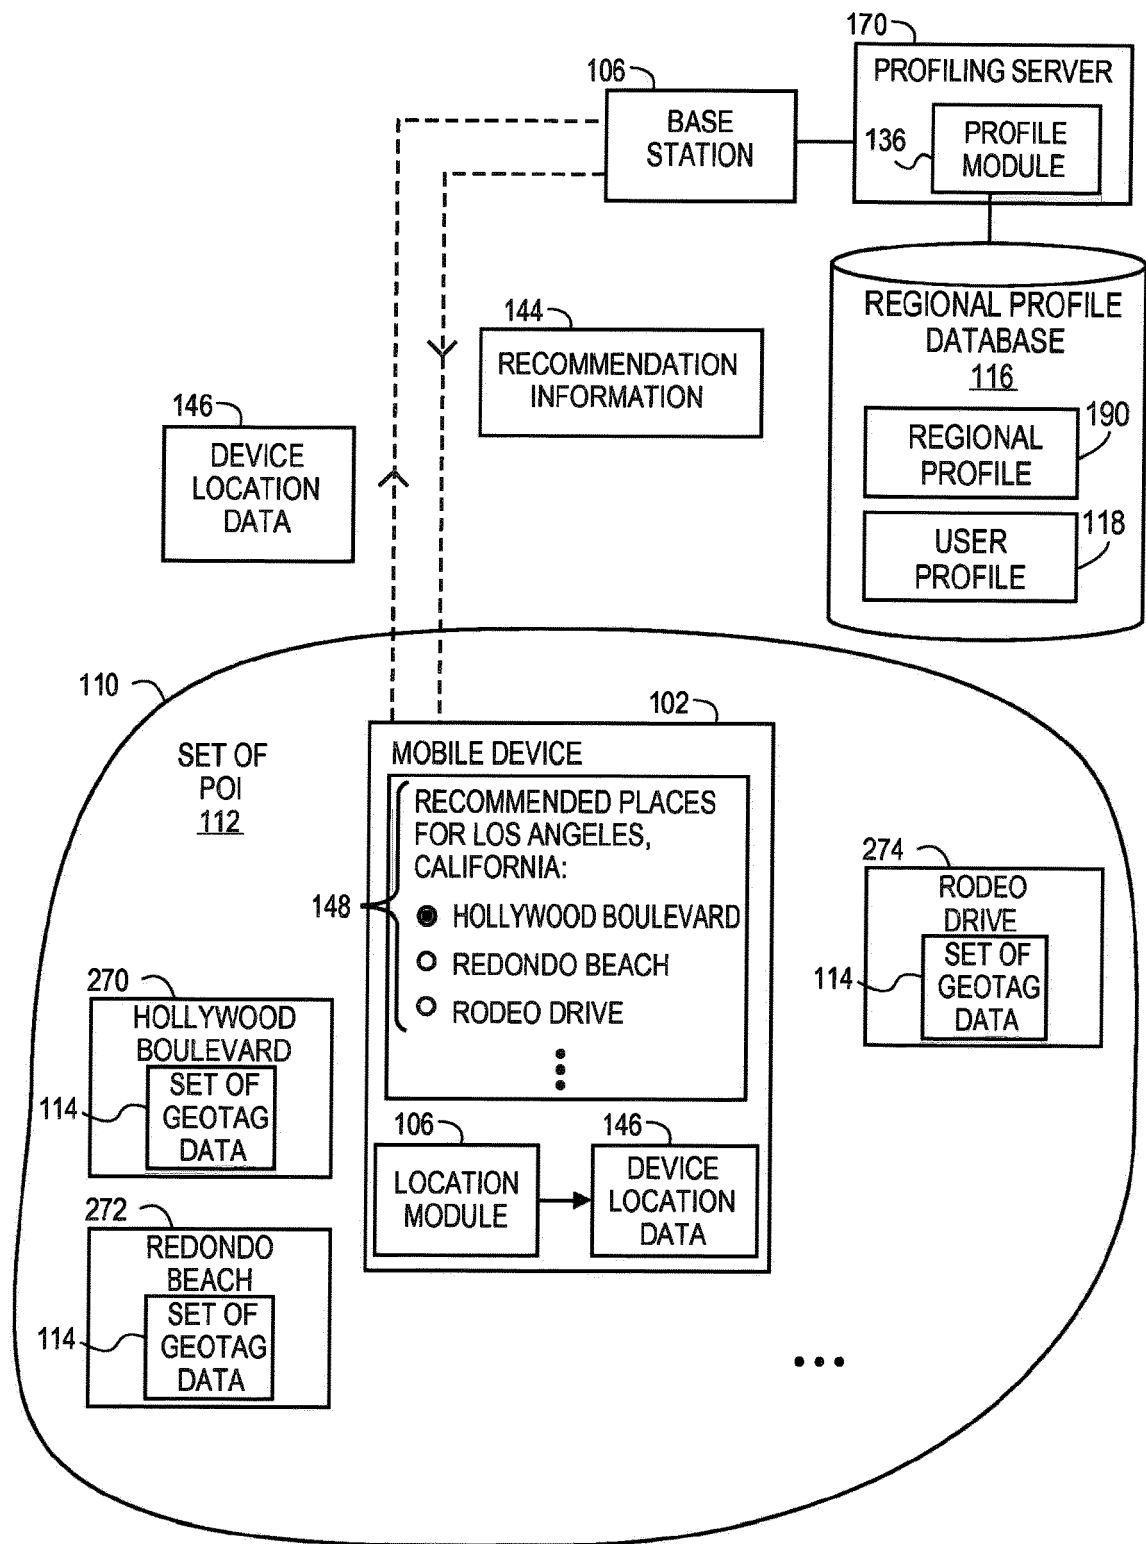 170
PROFILING SERVER
106
BASE
STATION
136
PROFILE
MODULE
REGIONAL PROFILE
DATABASE
116
190
REGIONAL
PROFILE
118
USER
PROFILE
144
RECOMMENDATION
INFORMATION
146
DEVICE
LOCATION
DATA
110
SET OF
POI
112
102
MOBILE DEVICE
RECOMMENDED PLACES
FOR LOS ANGELES,
CALIFORNIA:
148
HOLLYWOOD BOULEVARD
REDONDO BEACH
RODEO DRIVE
274
RODEO
DRIVE
114
SET OF
GEOTAG
DATA
270
HOLLYWOOD
BOULEVARD
114
SET OF
GEOTAG
DATA
106
LOCATION
MODULE
146
DEVICE
LOCATION
DATA
272
REDONDO
BEACH
114
SET OF
GEOTAG
DATA